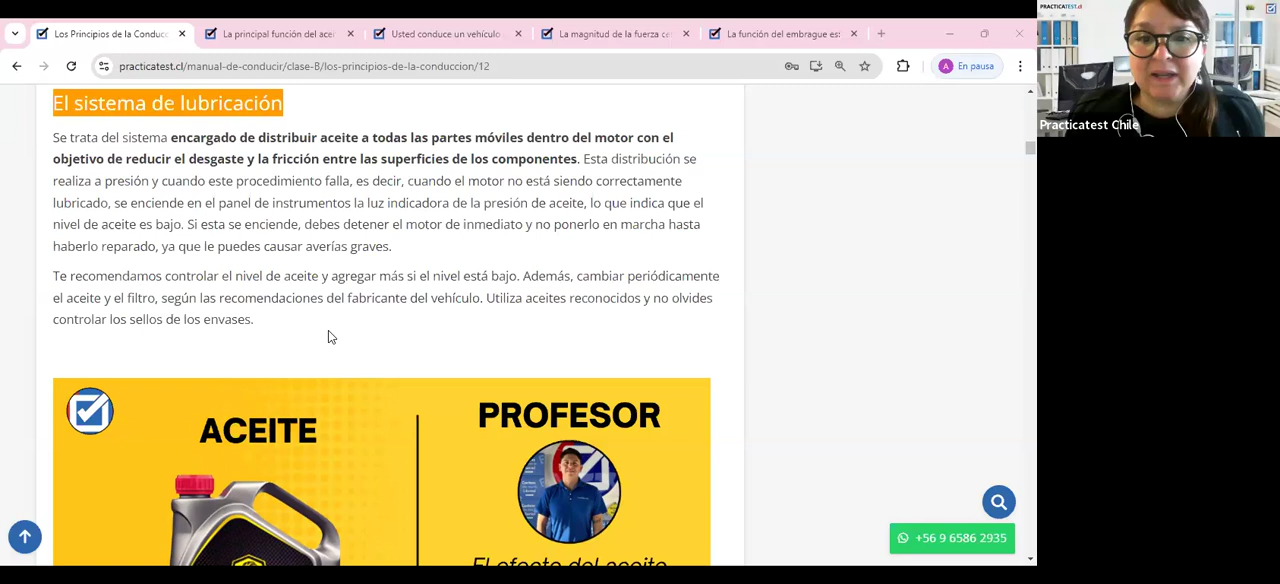 PRACTICATEST.cl
Los Principios de la Conduc
La principal función del ace
Usted conduce un vehículo
La magnitud de la fuerza ce
La función del embrague es:
practicatest.cl/manual-de-conducir/clase-B/los-principios-de-la-conduccion/12
A
En pausa
Practicatest Chile
El sistema de lubricación
Se trata del sistema encargado de distribuir aceite a todas las partes móviles dentro del motor con el
objetivo de reducir el desgaste y la fricción entre las superficies de los componentes. Esta distribución se
realiza a presión y cuando este procedimiento falla, es decir, cuando el motor no está siendo correctamente
lubricado, se enciende en el panel de instrumentos la luz indicadora de la presión de aceite, lo que indica que el
nivel de aceite es bajo. Si esta se enciende, debes detener el motor de inmediato y no ponerlo en marcha hasta
haberlo reparado, ya que le puedes causar averías graves.
Te recomendamos controlar el nivel de aceite y agregar más si el nivel está bajo. Además, cambiar periódicamente
el aceite y el filtro, según las recomendaciones del fabricante del vehículo. Utiliza aceites reconocidos y no olvides
controlar los sellos de los envases.
ACEITE
PROFESOR
El efecto del aceite
+56 9 6586 2935